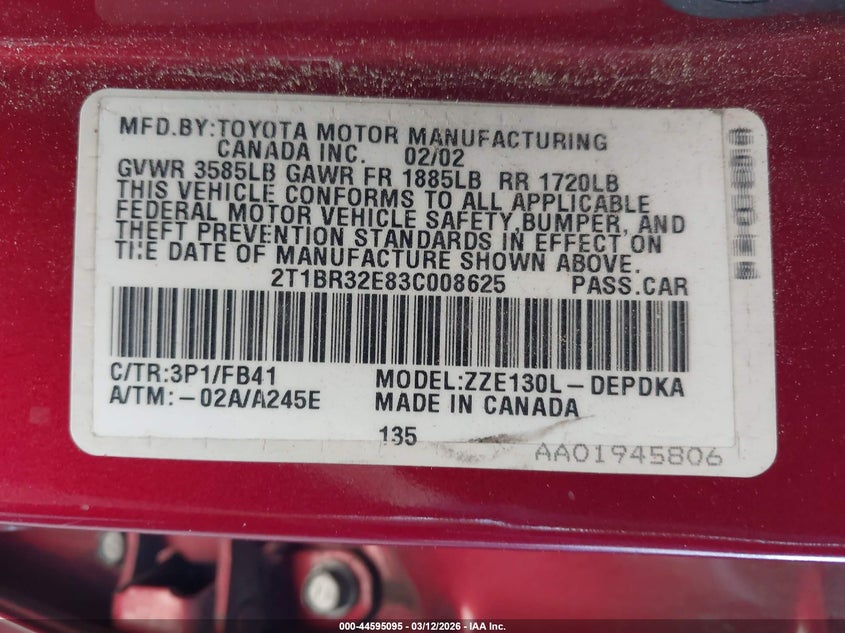 MFD.BY:TOYOTA MOTOR MANUFACTURING
CANADA INC. 02/02
GVWR 3585LB GAWR FR 1885LB RR 1720LB
THIS VEHICLE CONFORMS TO ALL APPLICABLE
FEDERAL MOTOR VEHICLE SAFETY,BUMPER, AND
THEFT PREVENTION STANDARDS IN EFFECT ON
THE DATE OF MANUFACTURE SHOWN ABOVE.
2T1BR32E83C008625 PASS.CAR
C/TR:3P1/FB41 MODEL:ZZE130L-DEPDKA
A/TM:-02A/A245E MADE IN CANADA
135
AA01945806
000-44595095 - 03/12/2026 - IAA Inc.